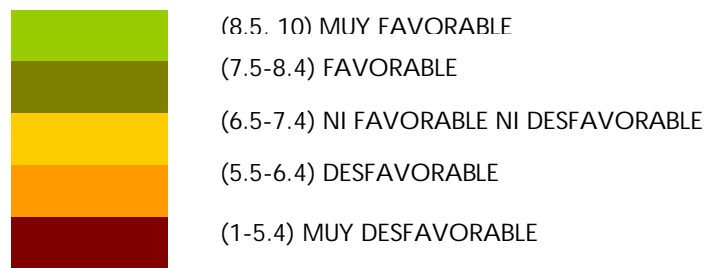 (8.5, 10) MUY FAVORABLE
(7.5-8.4) FAVORABLE
(6.5-7.4) NI FAVORABLE NI DESFAVORABLE
(5.5-6.4) DESFAVORABLE
(1-5.4) MUY DESFAVORABLE